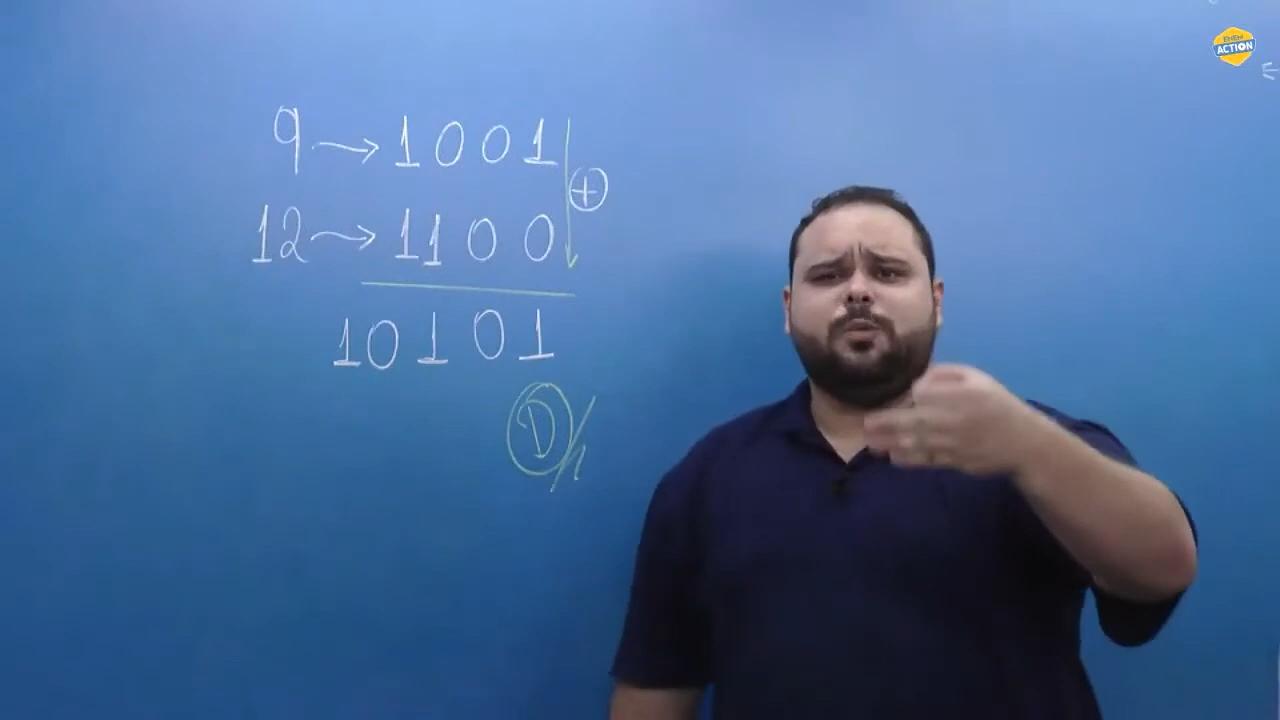 9 → 1 0 0 1
+
12 → 1 1 0 0
1 0 1 0 1
D
ENEM
ACTION